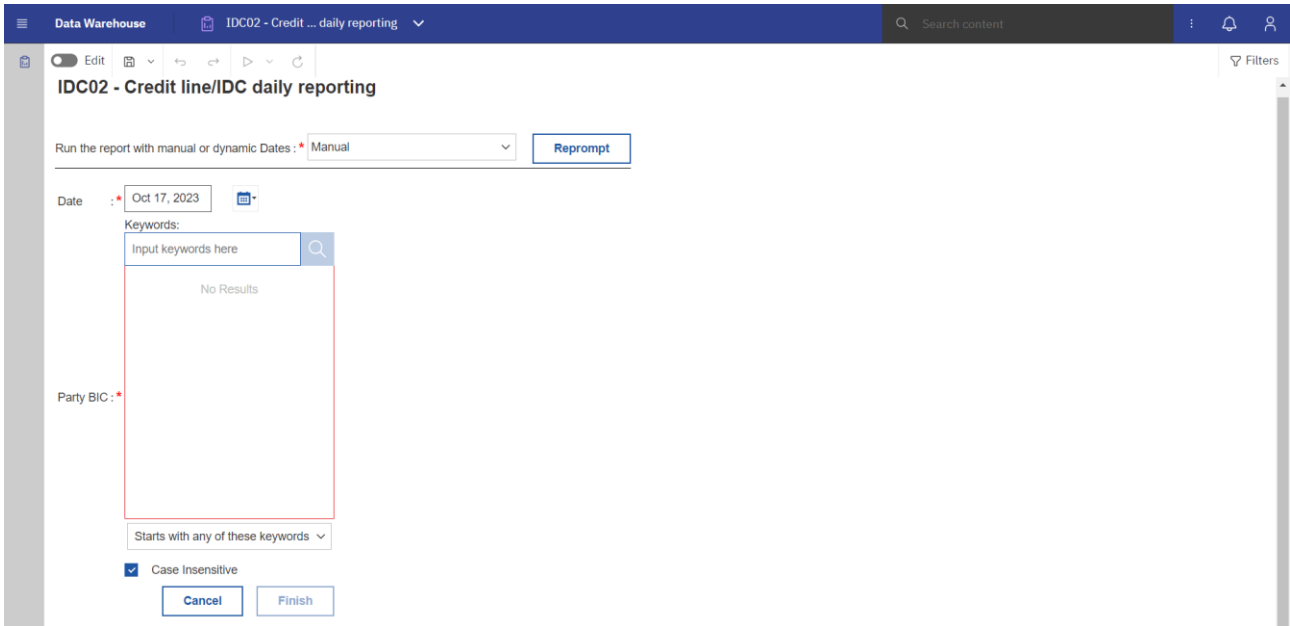 Data Warehouse
IDC02 - Credit ... daily reporting
Search content
Edit
Filters
IDC02 - Credit line/IDC daily reporting
Run the report with manual or dynamic Dates : * Manual
Reprompt
Date : * Oct 17, 2023
Keywords:
Input keywords here
No Results
Party BIC : *
Starts with any of these keywords
Case Insensitive
Cancel
Finish